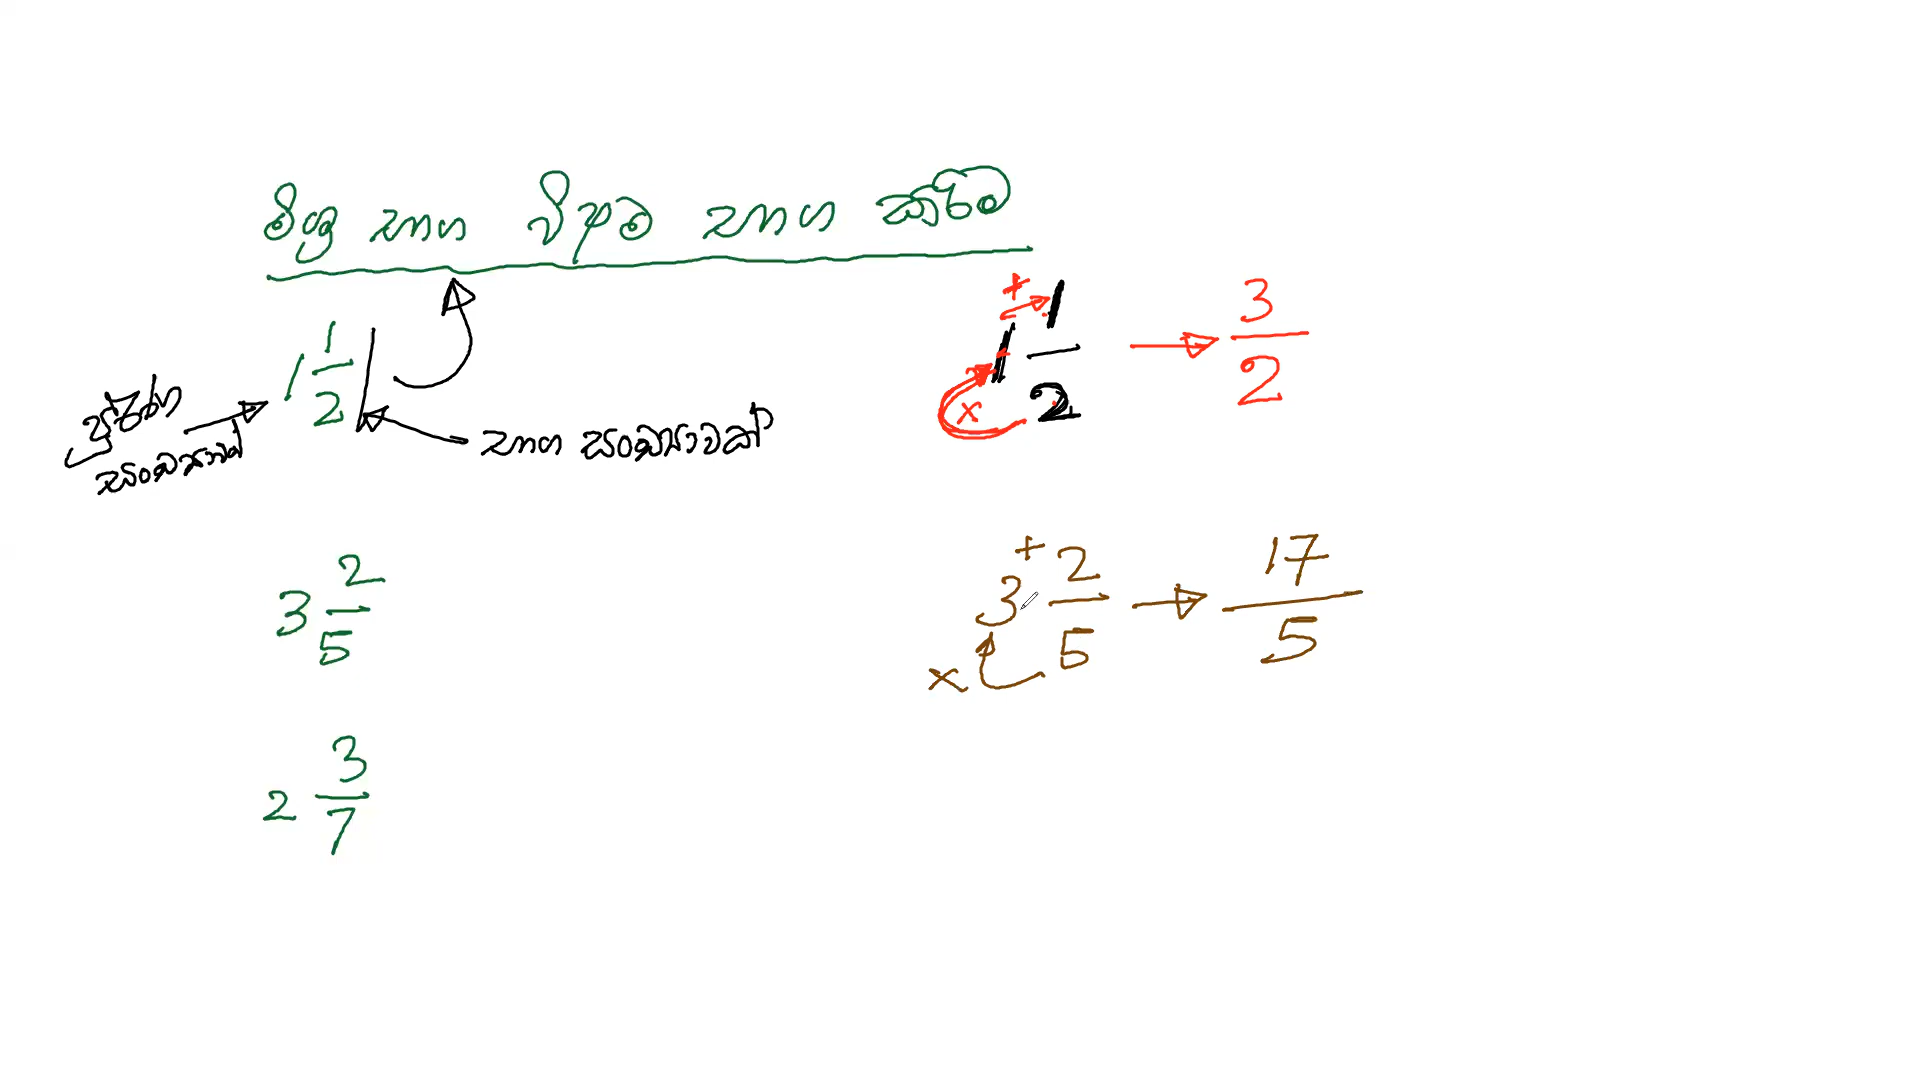 මිශ්‍ර භාග විෂම භාග කිරීම
1 1/2
පූර්ණ සංඛ්‍යාවක්
භාග සංඛ්‍යාවක්
+
1 1/2 → 3/2
x
3 2/5
+
3 2/5 → 17/5
x
2 3/7